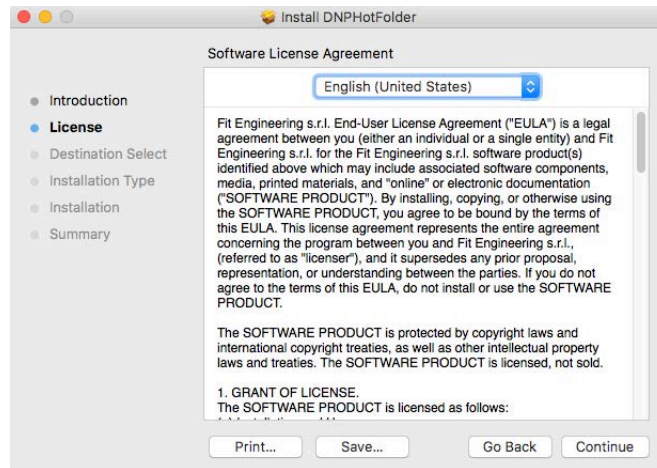 Install DNPHotFolder
Software License Agreement
English (United States)
Introduction
License
Destination Select
Installation Type
Installation
Summary
Fit Engineering s.r.l. End-User License Agreement ("EULA") is a legal
agreement between you (either an individual or a single entity) and Fit
Engineering s.r.l. for the Fit Engineering s.r.l. software product(s)
identified above which may include associated software components,
media, printed materials, and "online" or electronic documentation
("SOFTWARE PRODUCT"). By installing, copying, or otherwise using
the SOFTWARE PRODUCT, you agree to be bound by the terms of
this EULA. This license agreement represents the entire agreement
concerning the program between you and Fit Engineering s.r.l.,
(referred to as "licenser"), and it supersedes any prior proposal,
representation, or understanding between the parties. If you do not
agree to the terms of this EULA, do not install or use the SOFTWARE
PRODUCT.
The SOFTWARE PRODUCT is protected by copyright laws and
international copyright treaties, as well as other intellectual property
laws and treaties. The SOFTWARE PRODUCT is licensed, not sold.
1. GRANT OF LICENSE.
The SOFTWARE PRODUCT is licensed as follows:
Print...
Save...
Go Back
Continue